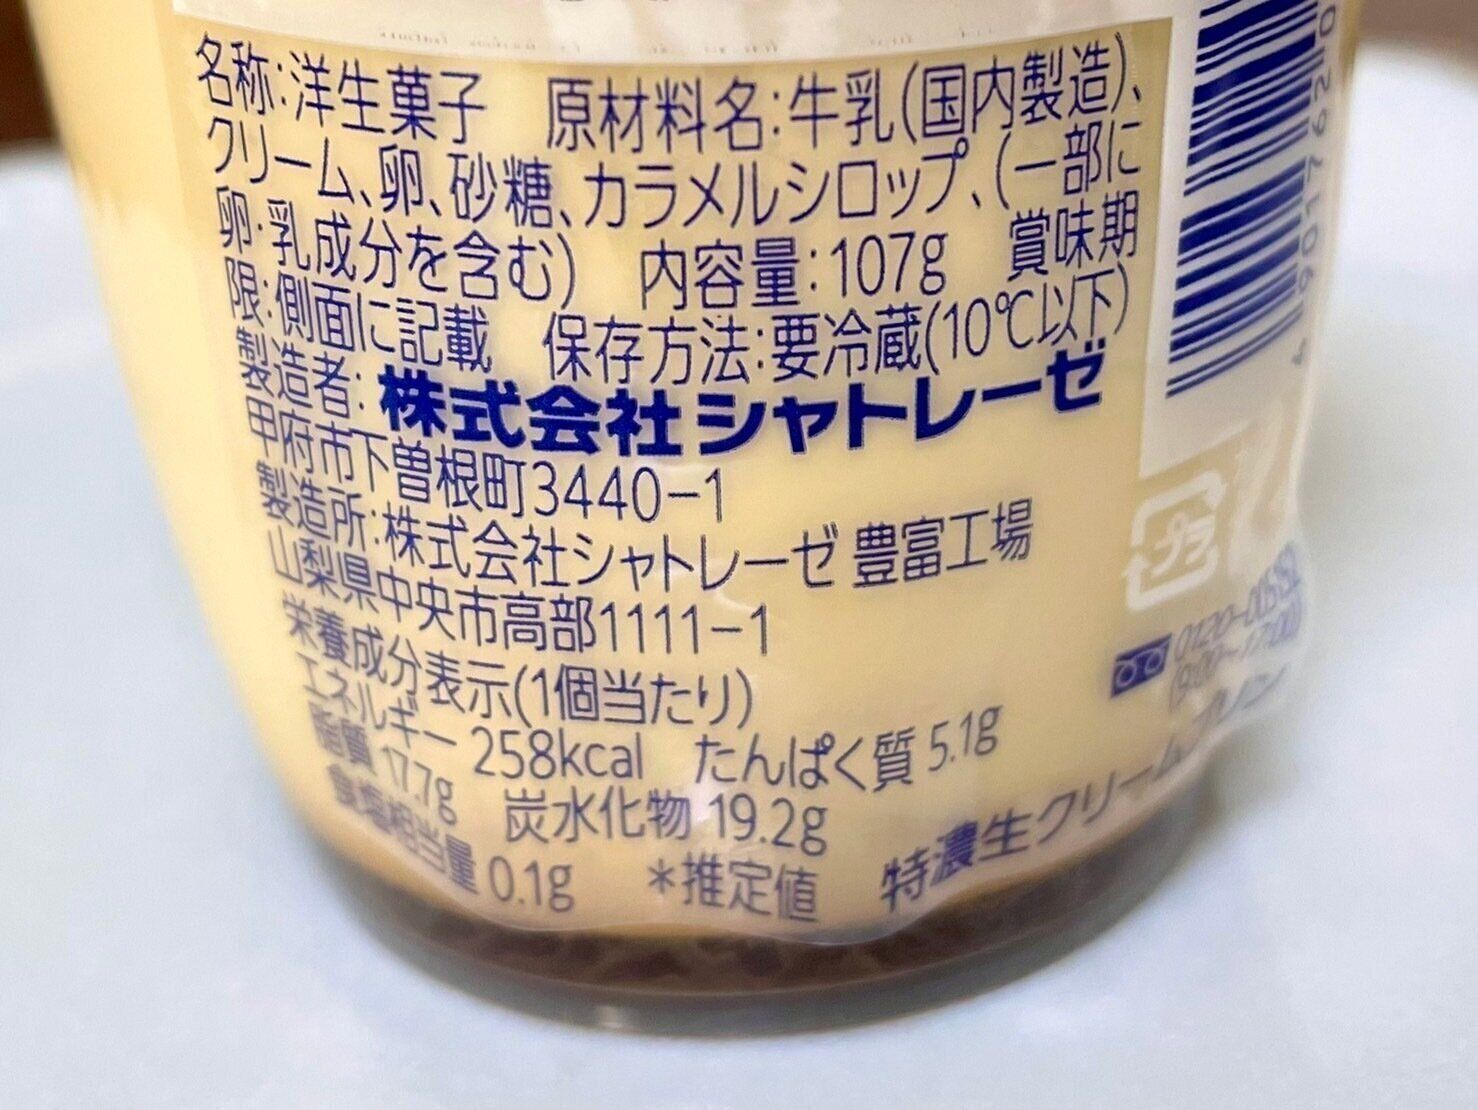 名称:洋生菓子 原材料名:牛乳(国内製造)、
クリーム、卵、砂糖、カラメルシロップ、(一部に
卵・乳成分を含む) 内容量:107g 賞味期
限:側面に記載 保存方法:要冷蔵(10℃以下)
製造者:株式会社シャトレーゼ
甲府市下曽根町3440-1
製造所:株式会社シャトレーゼ 豊富工場
山梨県中央市高部1111-1
栄養成分表示(1個当たり)
エネルギー 258kcal たんぱく質 5.1g
脂質 17.7g 炭水化物 19.2g
食塩相当量 0.1g *推定値
特濃生クリームプリン
プラ
(9:00~17:00)